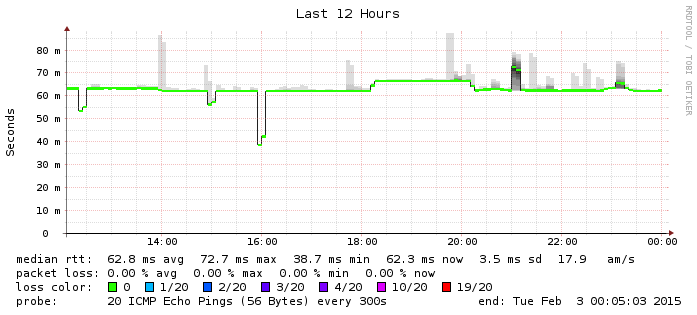 Last 12 Hours
RRDTOOL / TOBI OETIKER
Seconds
80 m
70 m
60 m
50 m
40 m
30 m
20 m
10 m
0
14:00 16:00 18:00 20:00 22:00 00:00
median rtt: 62.8 ms avg 72.7 ms max 38.7 ms min 62.3 ms now 3.5 ms sd 17.9 am/s
packet loss: 0.00 % avg 0.00 % max 0.00 % min 0.00 % now
loss color: 0 1/20 2/20 3/20 4/20 10/20 19/20
probe: 20 ICMP Echo Pings (56 Bytes) every 300s end: Tue Feb 3 00:05:03 2015